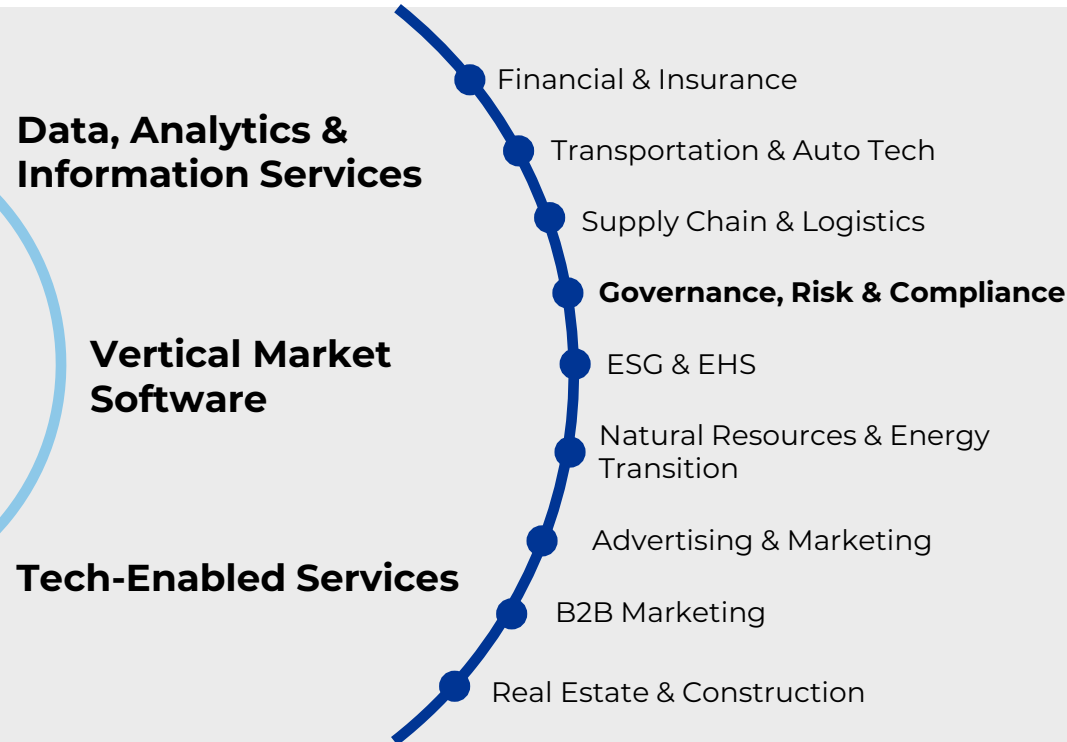 Data, Analytics &
Information Services
Vertical Market
Software
Tech-Enabled Services
Financial & Insurance
Transportation & Auto Tech
Supply Chain & Logistics
Governance, Risk & Compliance
ESG & EHS
Natural Resources & Energy
Transition
Advertising & Marketing
B2B Marketing
Real Estate & Construction